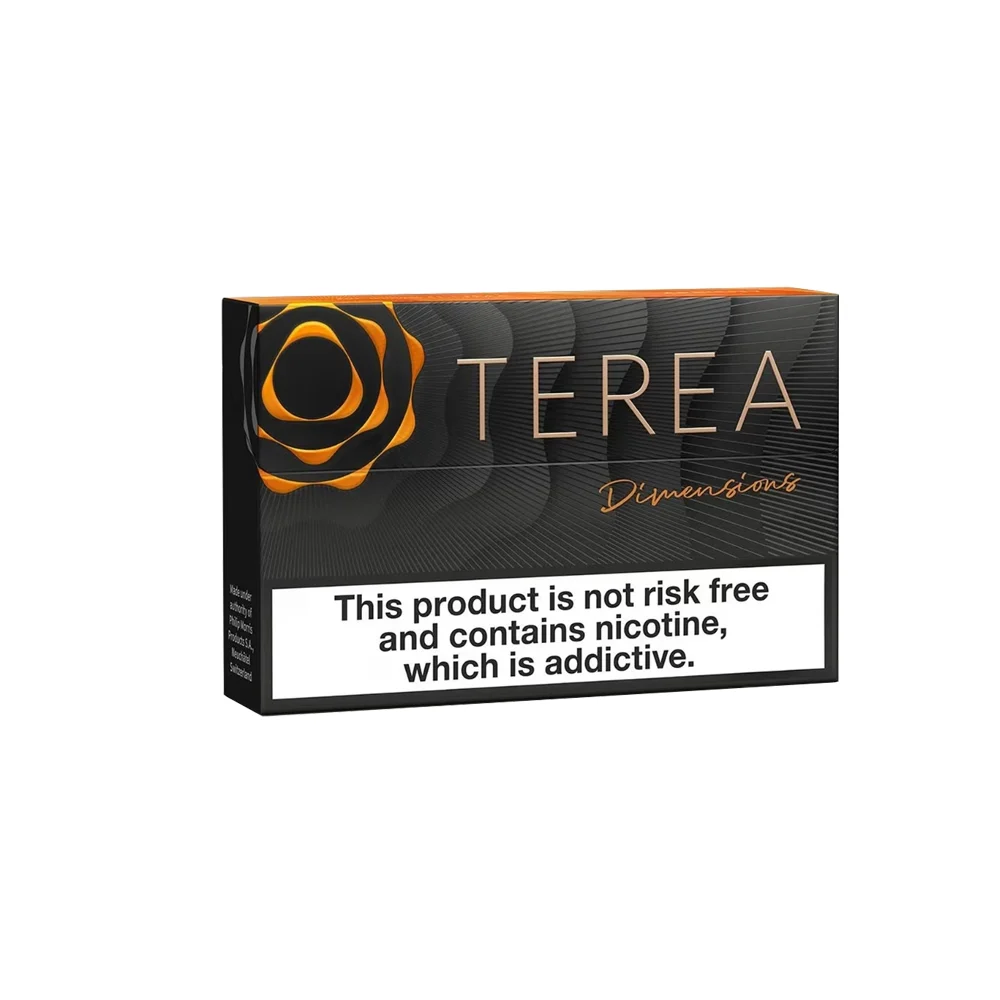 TEREA
Dimensions
This product is not risk free
and contains nicotine,
which is addictive.
Made under
authority of
Philip Morris
Products S.A.,
Neuchâtel
Switzerland